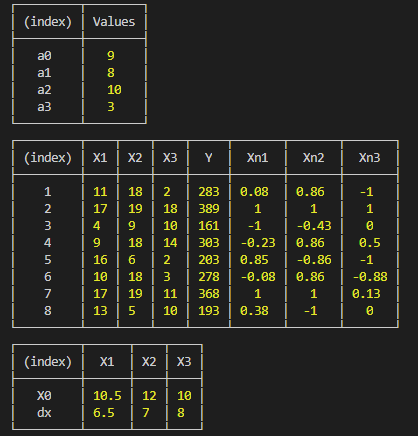 (index) Values
a0 9
a1 8
a2 10
a3 3
(index) X1 X2 X3 Y Xn1 Xn2 Xn3
1 11 18 2 283 0.08 0.86 -1
2 17 19 18 389 1 1 1
3 4 9 10 161 -1 -0.43 0
4 9 18 14 303 -0.23 0.86 0.5
5 16 6 2 203 0.85 -0.86 -1
6 10 18 3 278 -0.08 0.86 -0.88
7 17 19 11 368 1 1 0.13
8 13 5 10 193 0.38 -1 0
(index) X1 X2 X3
X0 10.5 12 10
dx 6.5 7 8